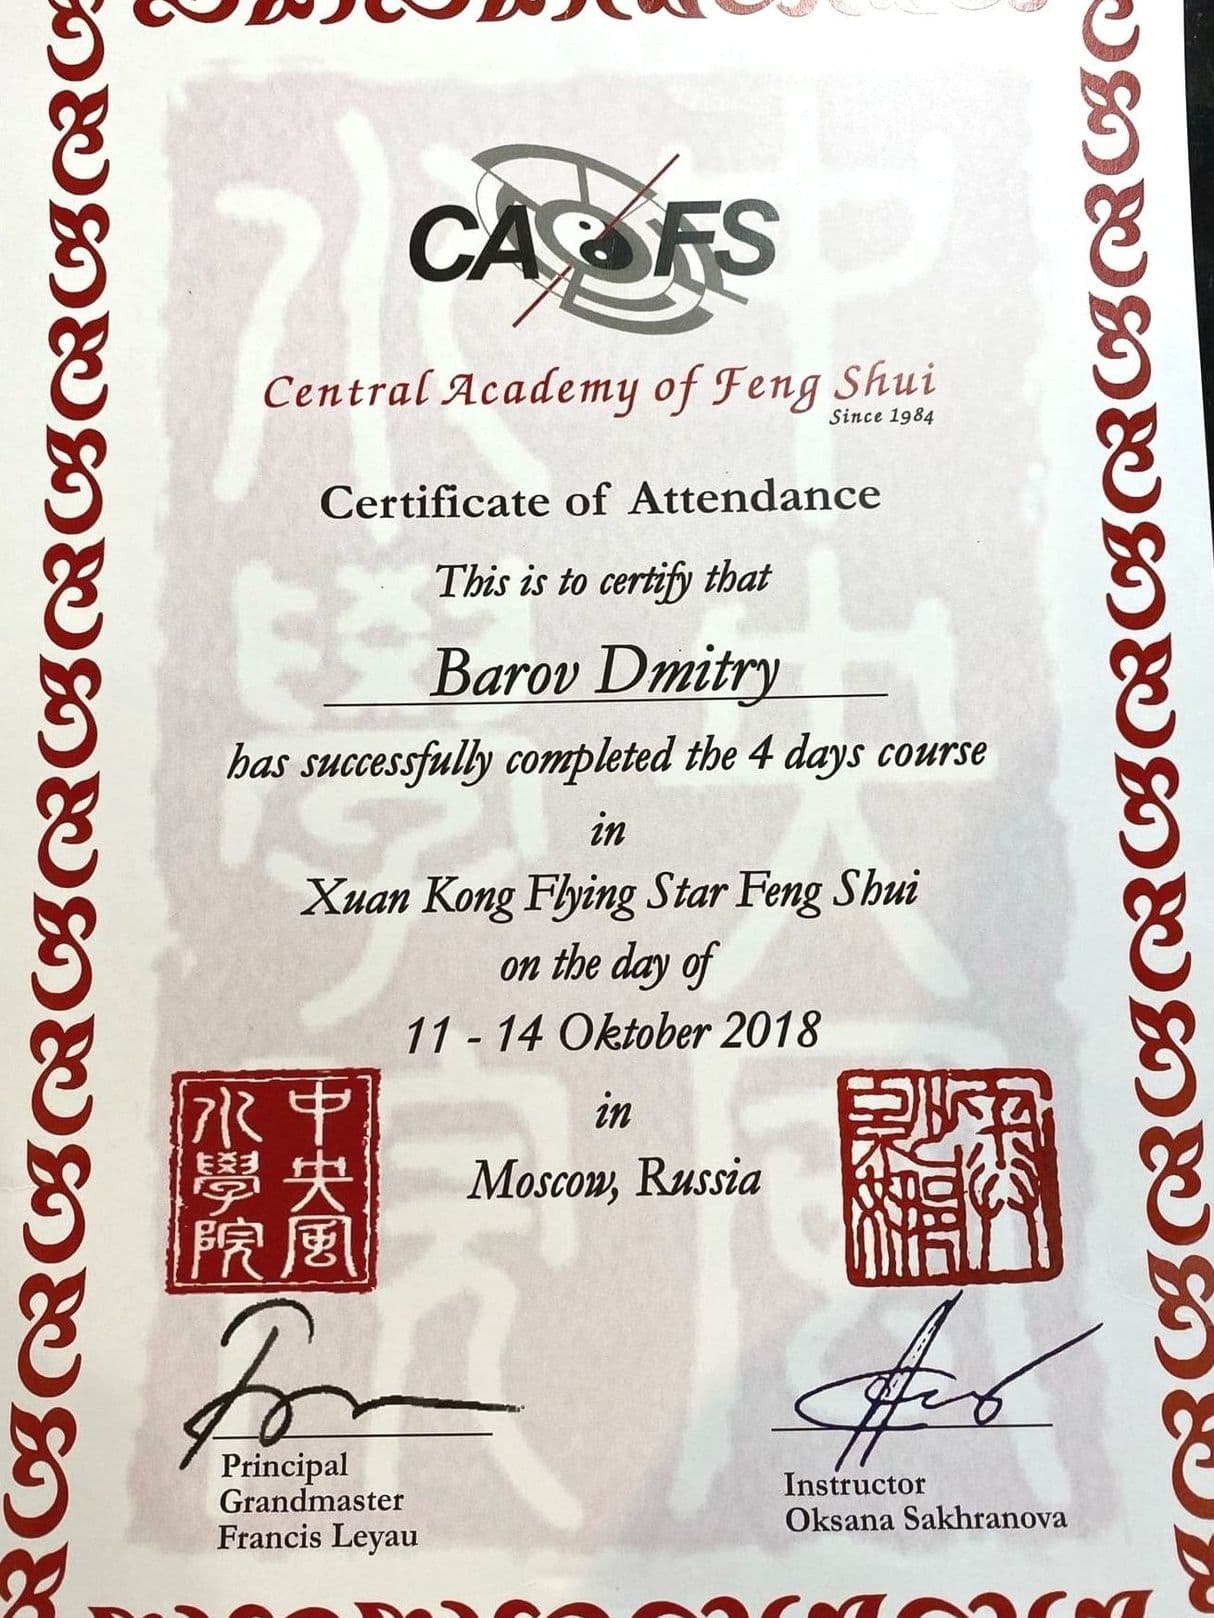 CAFS
Central Academy of Feng Shui
Since 1984
Certificate of Attendance
This is to certify that
Barov Dmitry
has successfully completed the 4 days course
in
Xuan Kong Flying Star Feng Shui
on the day of
11 - 14 Oktober 2018
in
Moscow, Russia
中央風
水學院
Principal
Grandmaster
Francis Leyau
Instructor
Oksana Sakhranova